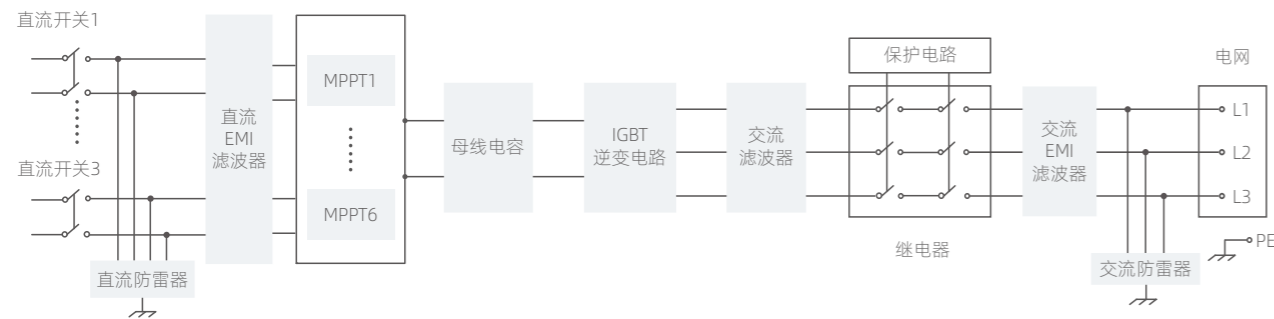 直流开关1
直流开关3
直流防雷器
直流
EMI
滤波器
MPPT1
MPPT6
母线电容
IGBT
逆变电路
交流
滤波器
保护电路
继电器
交流
EMI
滤波器
电网
L1
L2
L3
PE
交流防雷器